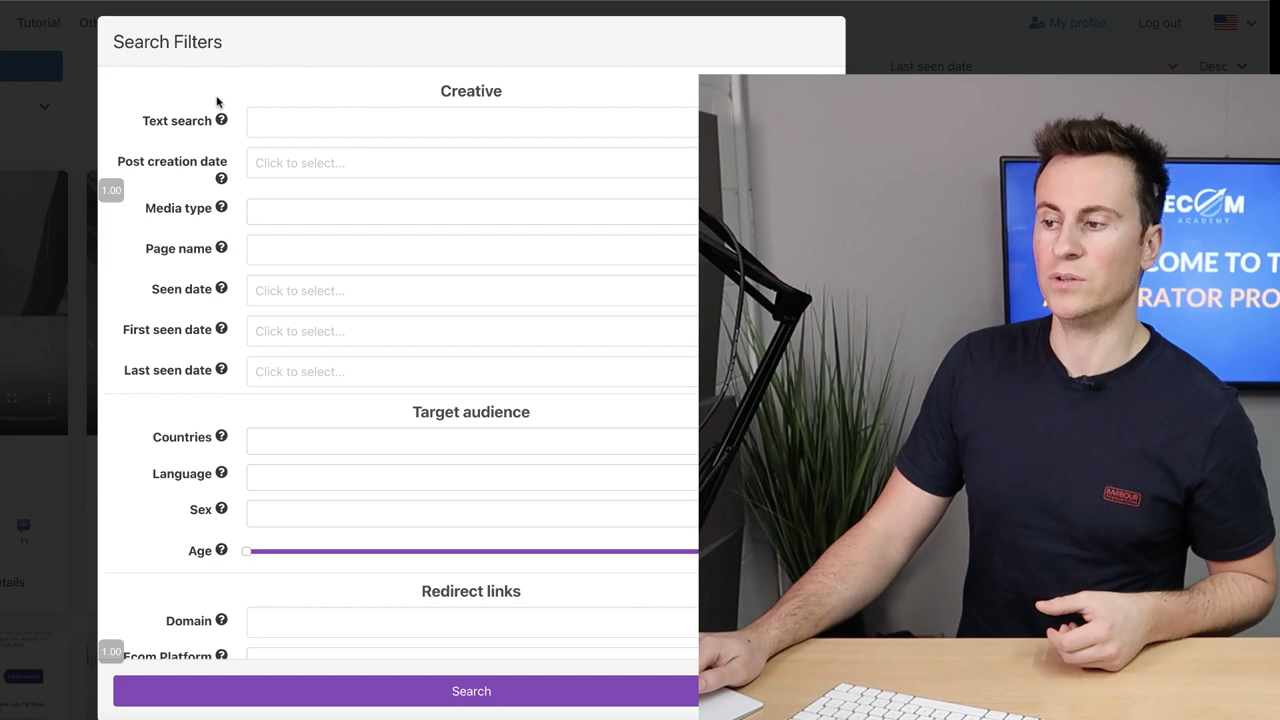 Tutorial
My profile
Log out
Search Filters
Last seen date
Desc
Creative
Text search
Post creation date
Click to select...
1.00
Media type
Page name
Seen date
Click to select...
First seen date
Click to select...
Last seen date
Click to select...
Target audience
Countries
Language
Sex
Age
11
Redirect links
Domain
1.00
Ecom Platform
Search
ECOM
ACADEMY
COME TO T
RATOR PRO
BARBOUR